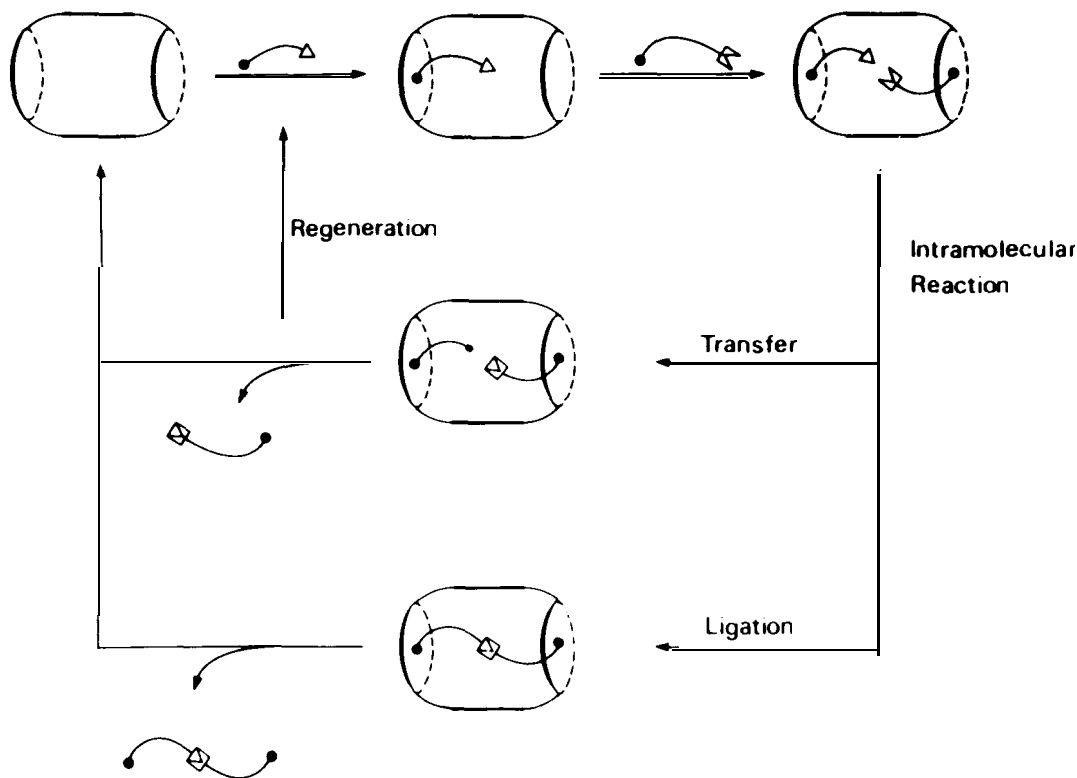 Regeneration
Intramolecular
Reaction
Transfer
Ligation